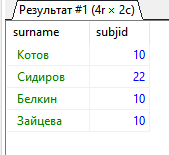 Результат #1 (4r × 2c)
surname subjid
Котов 10
Сидиров 22
Белкин 10
Зайцева 10